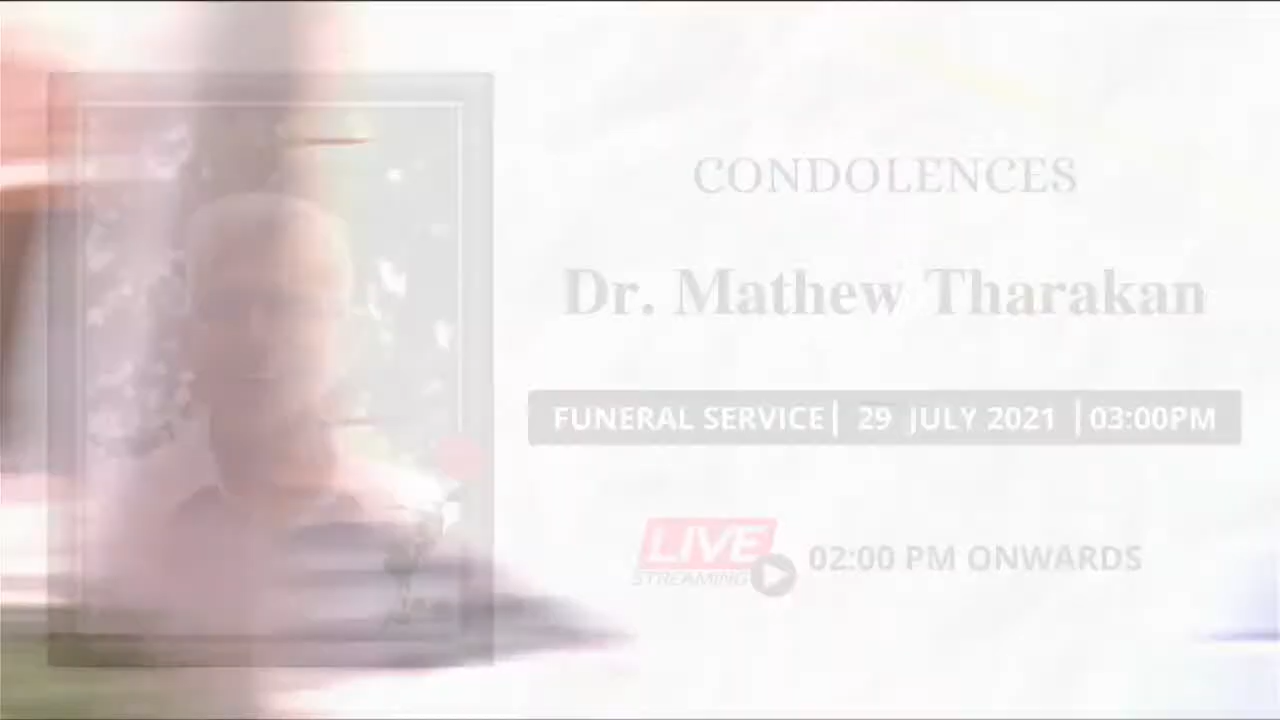 CONDOLENCES
Dr. Mathew Tharakan
FUNERAL SERVICE| 29 JULY 2021 |03:00PM
LIVE
STREAMING
02:00 PM ONWARDS